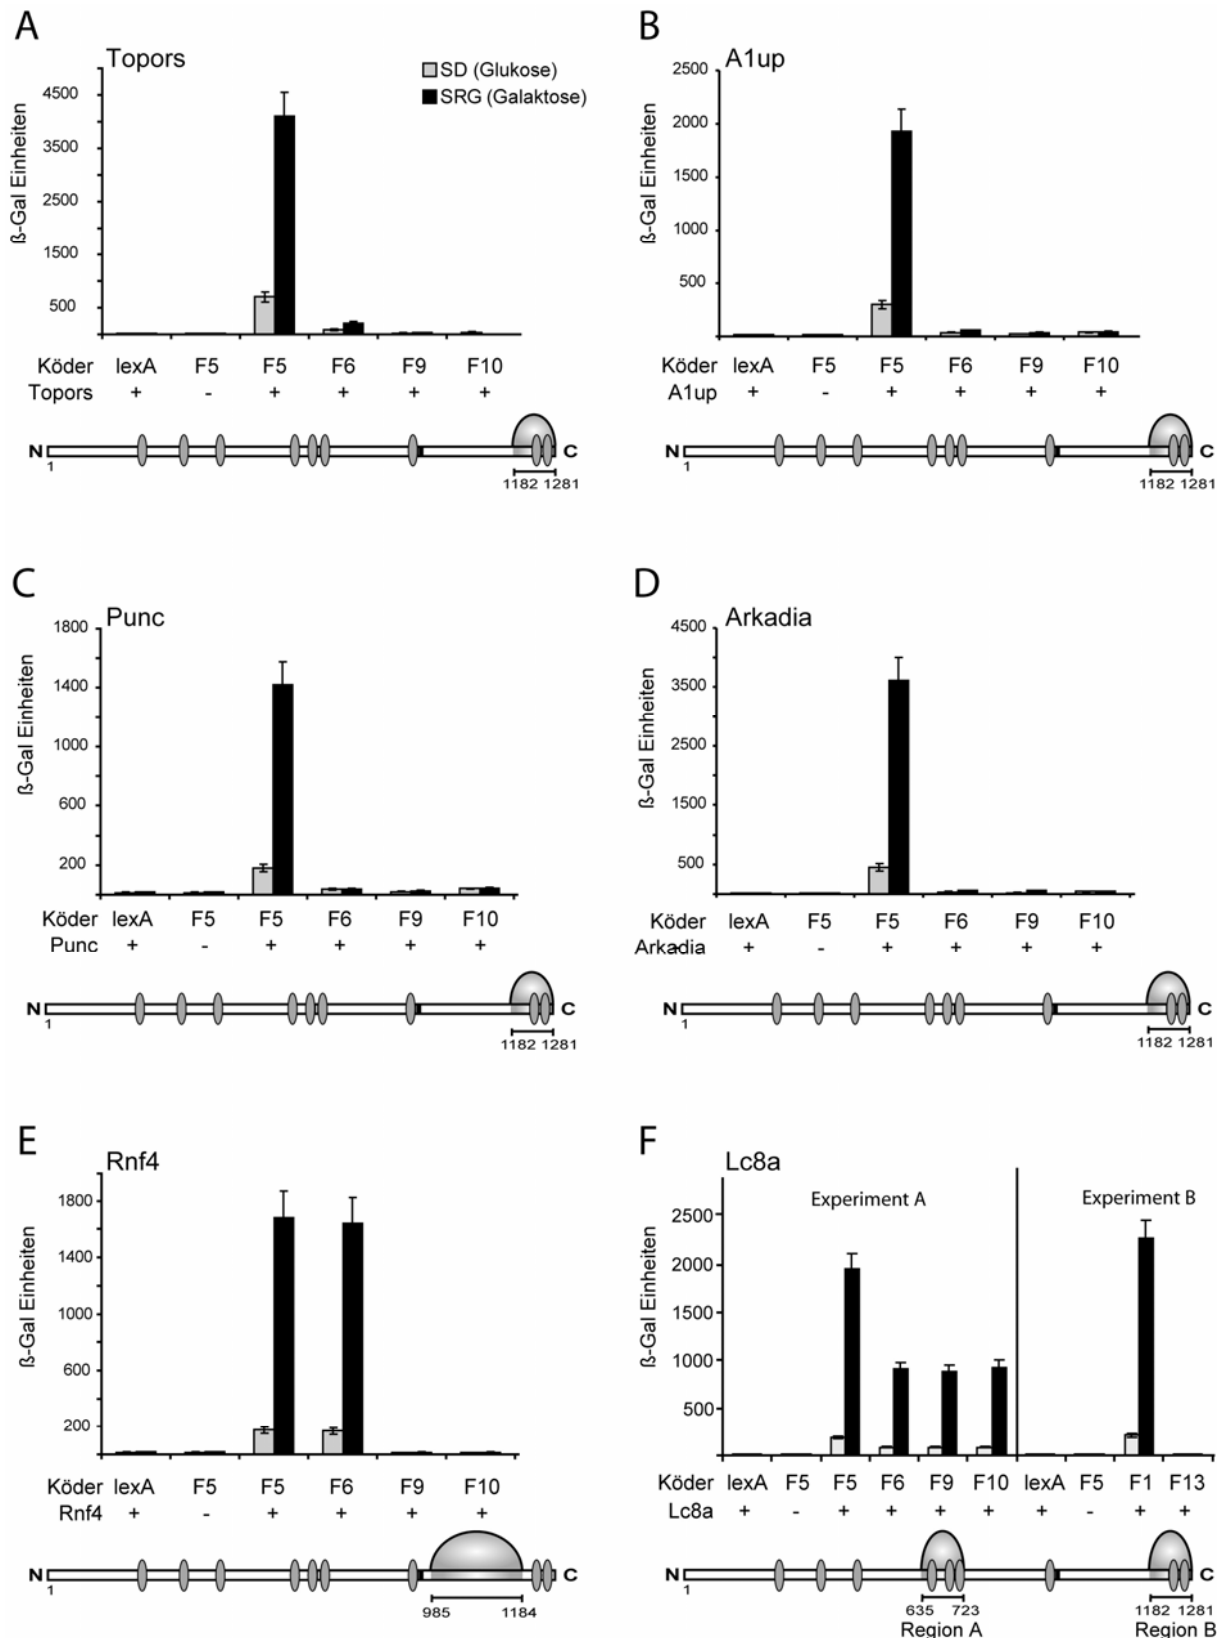 A
Topors
SD (Glukose)
SRG (Galaktose)
ß-Gal Einheiten
4500
3500
2500
1500
500
Köder lexA F5 F5 F6 F9 F10
Topors + - + + + +
N C
1
1182 1281
B
A1up
ß-Gal Einheiten
2500
2000
1500
1000
500
Köder lexA F5 F5 F6 F9 F10
A1up + - + + + +
N C
1
1182 1281
C
Punc
ß-Gal Einheiten
1800
1400
1000
600
200
Köder lexA F5 F5 F6 F9 F10
Punc + - + + + +
N C
1
1182 1281
D
Arkadia
ß-Gal Einheiten
4500
3500
2500
1500
500
Köder lexA F5 F5 F6 F9 F10
Arkadia + - + + + +
N C
1
1182 1281
E
Rnf4
ß-Gal Einheiten
1800
1400
1000
600
200
Köder lexA F5 F5 F6 F9 F10
Rnf4 + - + + + +
N C
1
985 1184
F
Lc8a
Experiment A Experiment B
ß-Gal Einheiten
2500
2000
1500
1000
500
Köder lexA F5 F5 F6 F9 F10 lexA F5 F1 F13
Lc8a + - + + + + + - + +
N C
1
635 723 1182 1281
Region A Region B